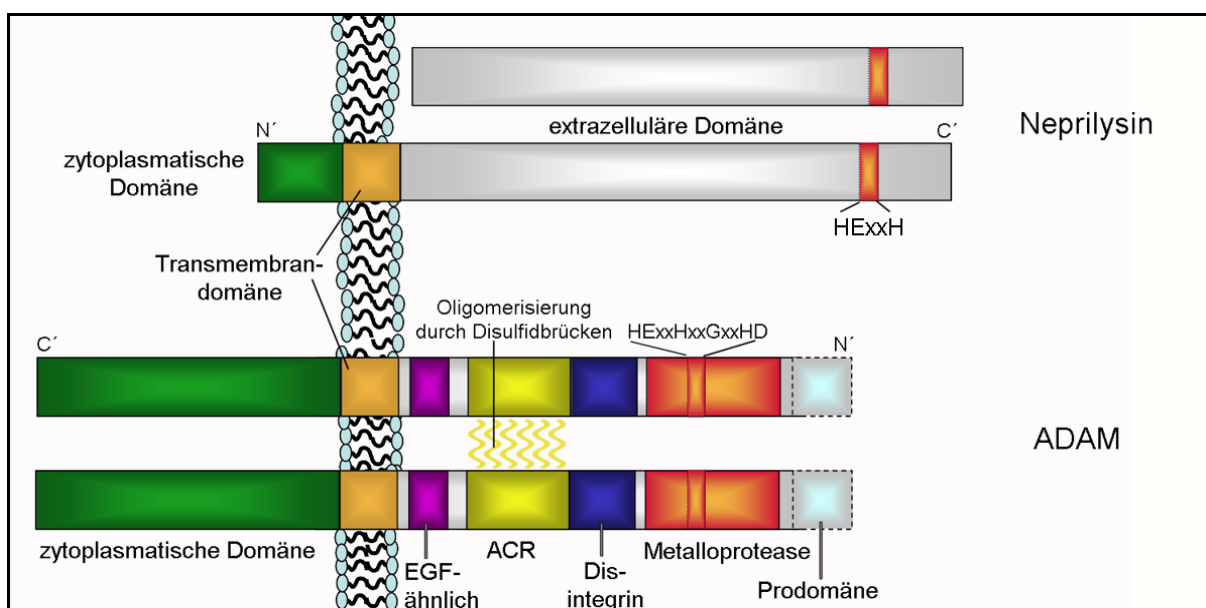 extrazelluläre Domäne
Neprilysin
N´
C´
zytoplasmatische
Domäne
HExxH
Transmembran-
domäne
Oligomerisierung
durch Disulfidbrücken
HExxHxxGxxHD
C´
N´
ADAM
zytoplasmatische Domäne
EGF-
ähnlich
ACR
Dis-
integrin
Metalloprotease
Prodomäne